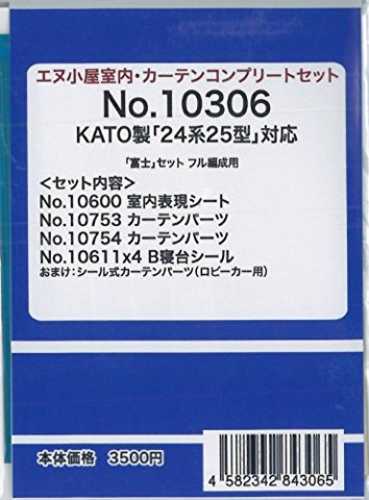 エヌ小屋室内・カーテンコンプリートセット
No.10306
KATO製｢24系25型｣対応
｢富士｣セット フル編成用
＜セット内容＞
No.10600 室内表現シート
No.10753 カーテンパーツ
No.10754 カーテンパーツ
No.10611x4 B寝台シール
おまけ：シール式カーテンパーツ（ロビーカー用）
本体価格 3500円
4 582342 843065